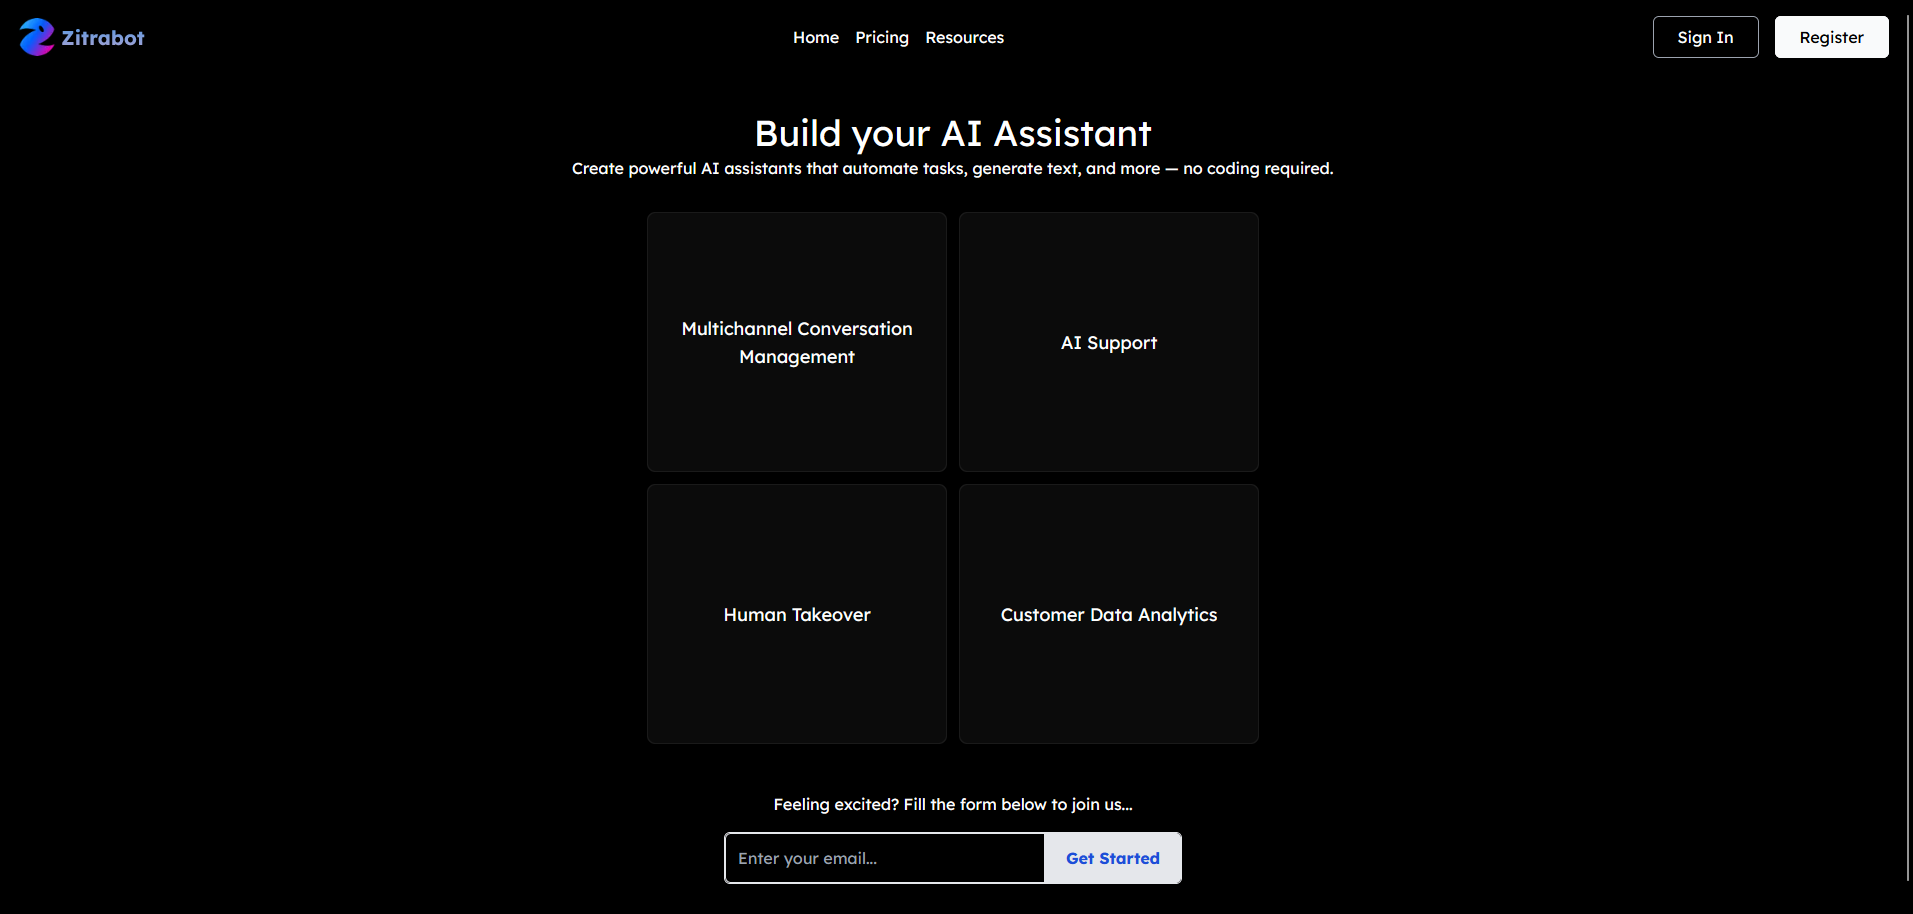 Zitrabot
Home Pricing Resources
Sign In
Register
Build your AI Assistant
Create powerful AI assistants that automate tasks, generate text, and more — no coding required.
Multichannel Conversation
Management
AI Support
Human Takeover
Customer Data Analytics
Feeling excited? Fill the form below to join us...
Enter your email...
Get Started